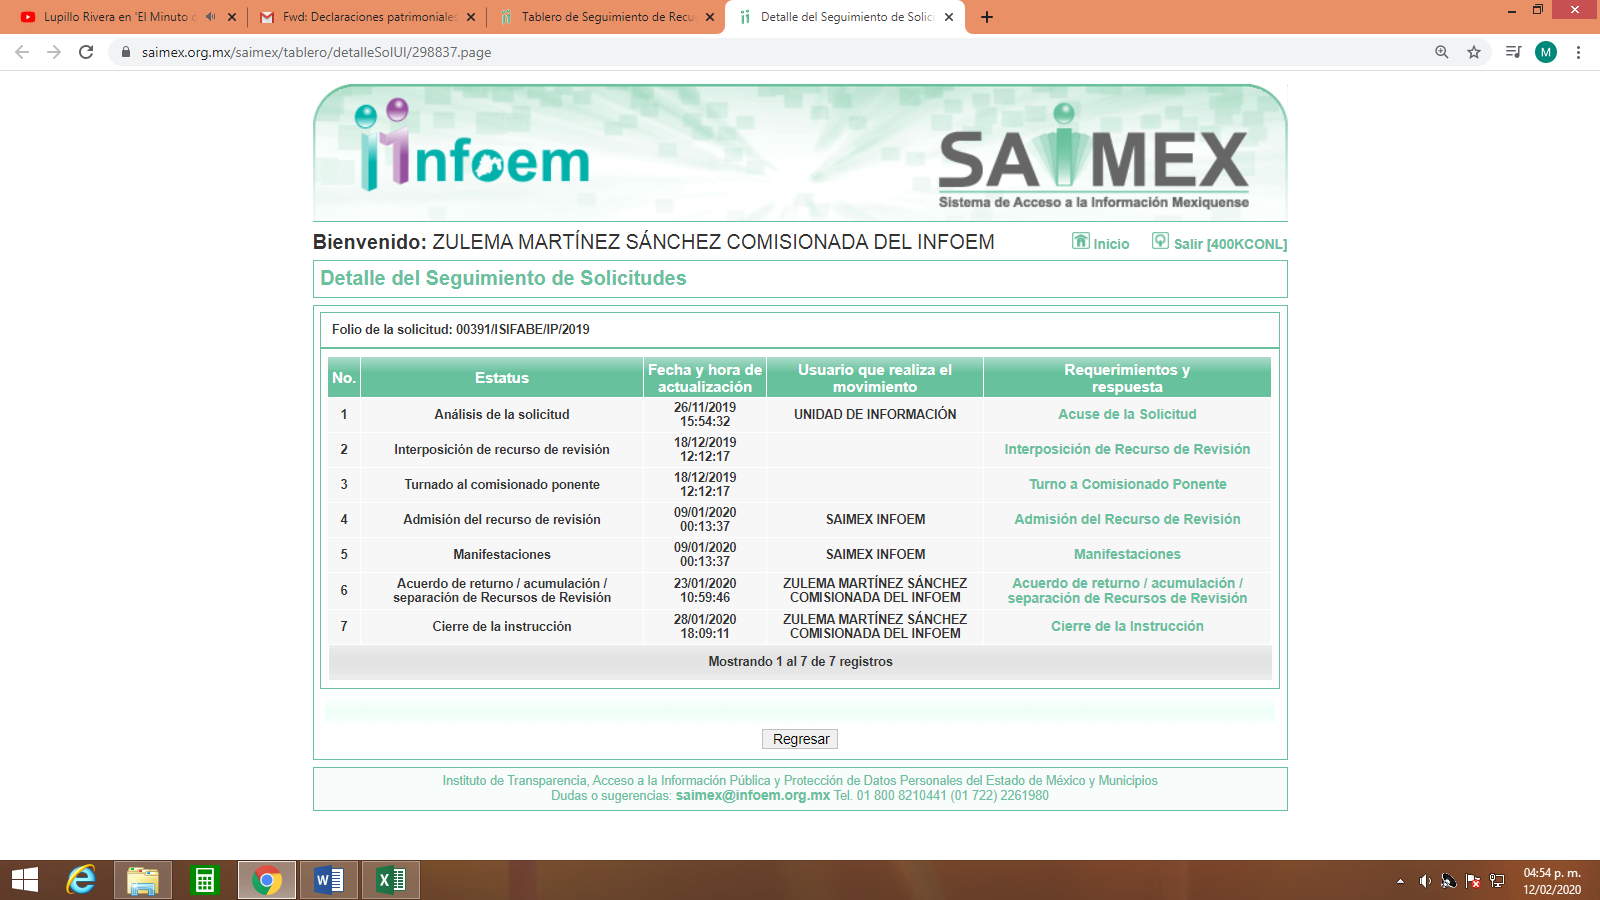 Lupillo Rivera en 'El Minuto
Fwd: Declaraciones patrimoniales
Tablero de Seguimiento de Recu
Detalle del Seguimiento de Solici
saimex.org.mx/saimex/tablero/detalleSolUI/298837.page
M
infoem
SAIMEX
Sistema de Acceso a la Información Mexiquense
Bienvenido: ZULEMA MARTÍNEZ SÁNCHEZ COMISIONADA DEL INFOEM
Inicio
Salir [400KCONL]
Detalle del Seguimiento de Solicitudes
Folio de la solicitud: 00391/ISIFABE/IP/2019
No. Estatus Fecha y hora de actualización Usuario que realiza el movimiento Requerimientos y respuesta
1 Análisis de la solicitud 26/11/2019 15:54:32 UNIDAD DE INFORMACIÓN Acuse de la Solicitud
2 Interposición de recurso de revisión 18/12/2019 12:12:17 Interposición de Recurso de Revisión
3 Turnado al comisionado ponente 18/12/2019 12:12:17 Turno a Comisionado Ponente
4 Admisión del recurso de revisión 09/01/2020 00:13:37 SAIMEX INFOEM Admisión del Recurso de Revisión
5 Manifestaciones 09/01/2020 00:13:37 SAIMEX INFOEM Manifestaciones
6 Acuerdo de returno / acumulación / separación de Recursos de Revisión 23/01/2020 10:59:46 ZULEMA MARTÍNEZ SÁNCHEZ COMISIONADA DEL INFOEM Acuerdo de returno / acumulación / separación de Recursos de Revisión
7 Cierre de la instrucción 28/01/2020 18:09:11 ZULEMA MARTÍNEZ SÁNCHEZ COMISIONADA DEL INFOEM Cierre de la Instrucción
Mostrando 1 al 7 de 7 registros
Regresar
Instituto de Transparencia, Acceso a la Información Pública y Protección de Datos Personales del Estado de México y Municipios
Dudas o sugerencias: saimex@infoem.org.mx Tel. 01 800 8210441 (01 722) 2261980
04:54 p. m.
12/02/2020